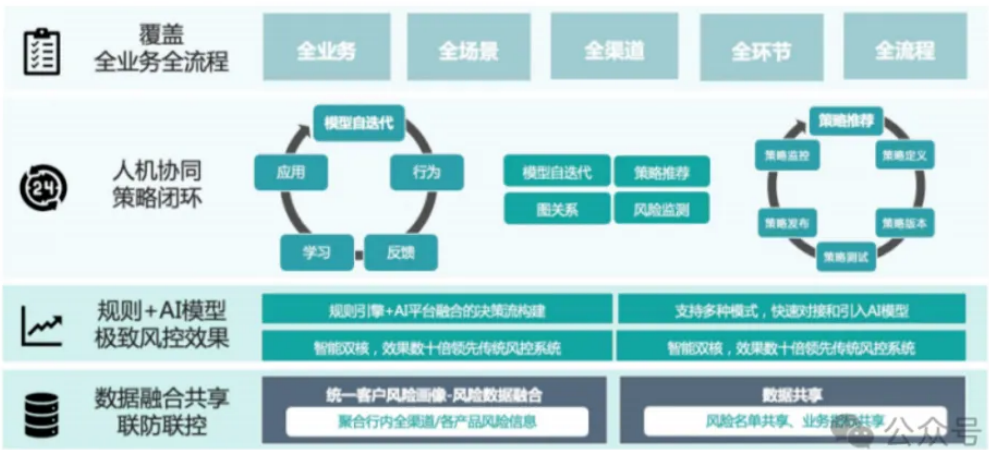 覆盖
全业务全流程
全业务
全场景
全渠道
全环节
全流程
24
人机协同
策略闭环
模型自迭代
应用
行为
学习
反馈
模型自迭代
策略推荐
图关系
风险监测
策略推荐
策略监控
策略定义
策略发布
策略版本
策略测试
规则+AI模型
极致风控效果
规则引擎+AI平台融合的决策流构建
支持多种模式，快速对接和引入AI模型
智能双核，效果数十倍领先传统风控系统
智能双核，效果数十倍领先传统风控系统
数据融合共享
联防联控
统一客户风险画像-风险数据融合
聚合行内全渠道/各产品风险信息
数据共享
风险名单共享、业务指标共享
公众号